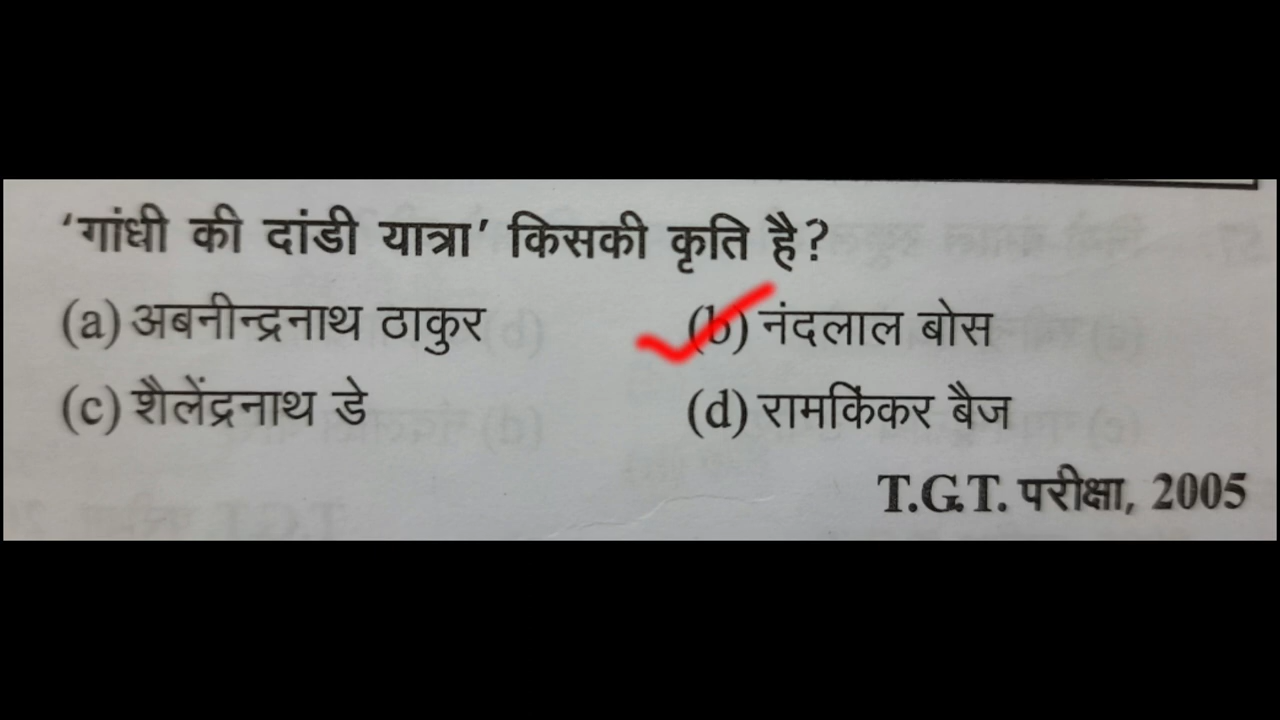 'गांधी की दांडी यात्रा' किसकी कृति है?
(a) अबनीन्द्रनाथ ठाकुर (b) नंदलाल बोस
(c) शैलेंद्रनाथ डे (d) रामकिंकर बैज
T.G.T. परीक्षा, 2005